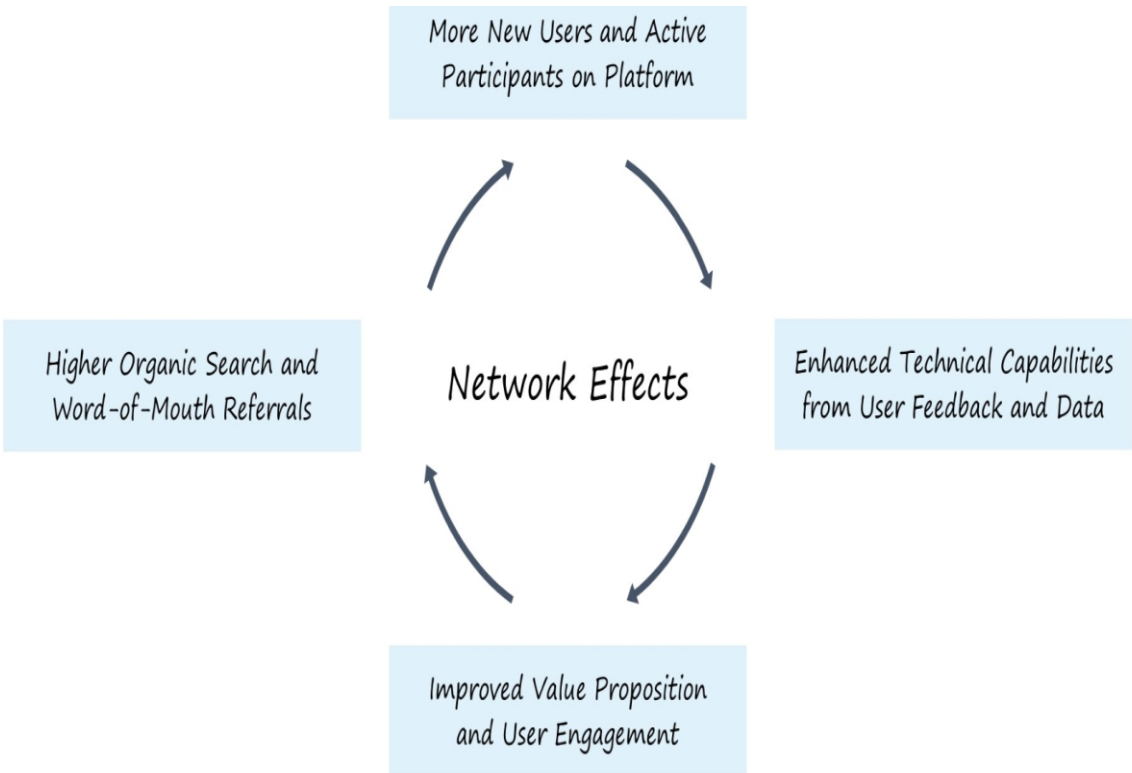 More New Users and Active
Participants on Platform
Higher Organic Search and
Word-of-Mouth Referrals
Network Effects
Enhanced Technical Capabilities
from User Feedback and Data
Improved Value Proposition
and User Engagement